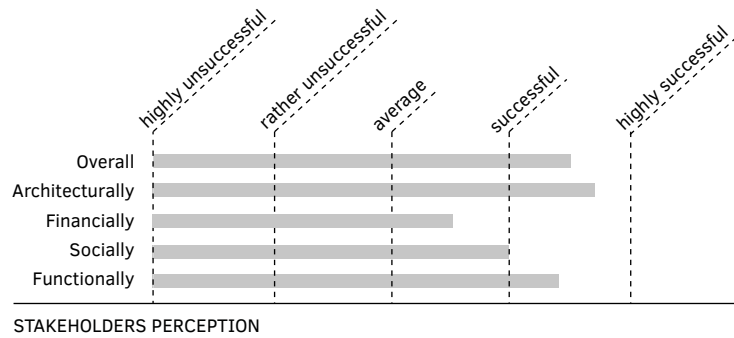 highly unsuccessful
rather unsuccessful
average
successful
highly successful
Overall
Architecturally
Financially
Socially
Functionally
STAKEHOLDERS PERCEPTION